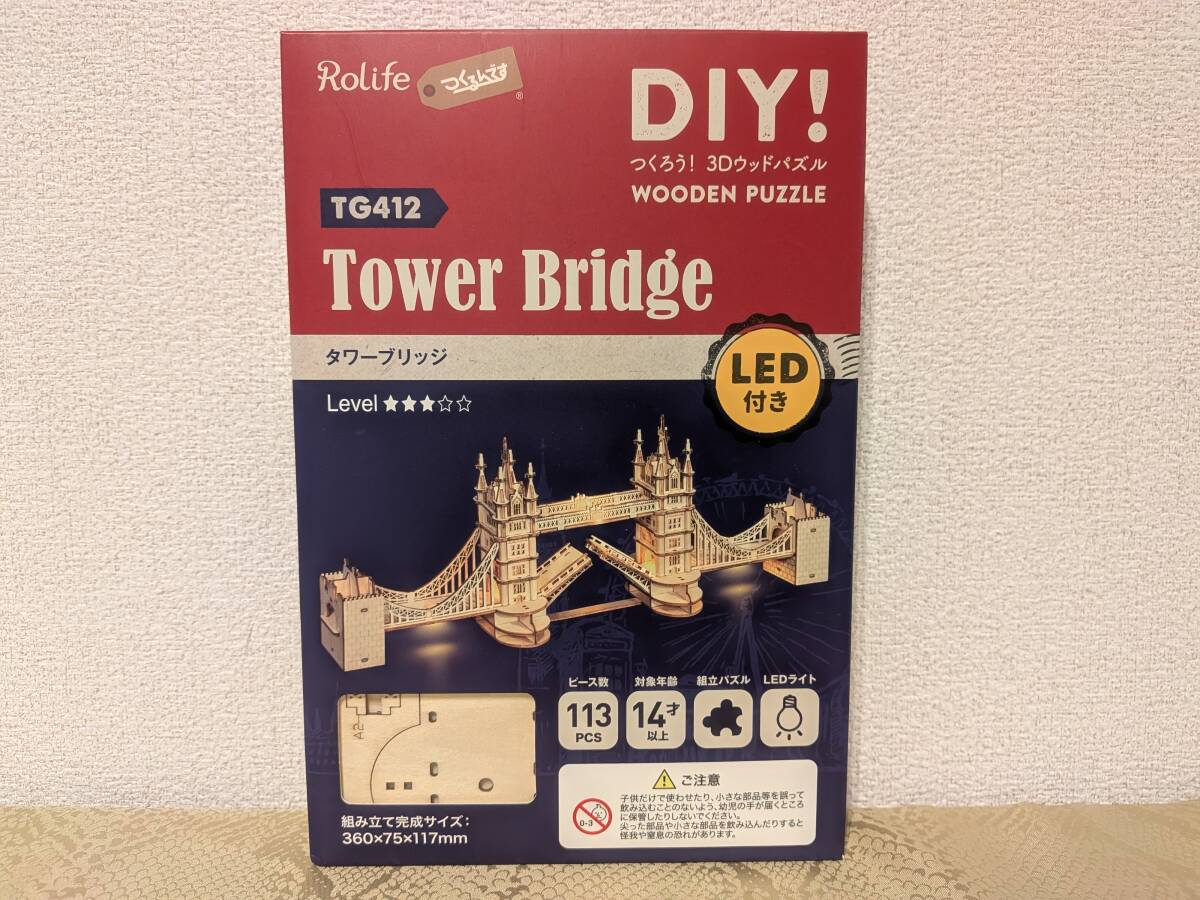 Rolife
つくるんです
®
DIY!
つくろう! 3Dウッドパズル
WOODEN PUZZLE
TG412
Tower Bridge
タワーブリッジ
LED
付き
Level ★★★☆☆
ピース数
113
PCS
対象年齢
14才
以上
組立パズル
LEDライト
A2
組み立て完成サイズ:
360×75×117mm
ご注意
0-3
子供だけで使わせたり、小さな部品等を誤って
飲み込むことのないよう、幼児の手が届くところ
に保管したりしないでください。
尖った部品や小さな部品を飲み込んだりすると
怪我や窒息の恐れがあります。